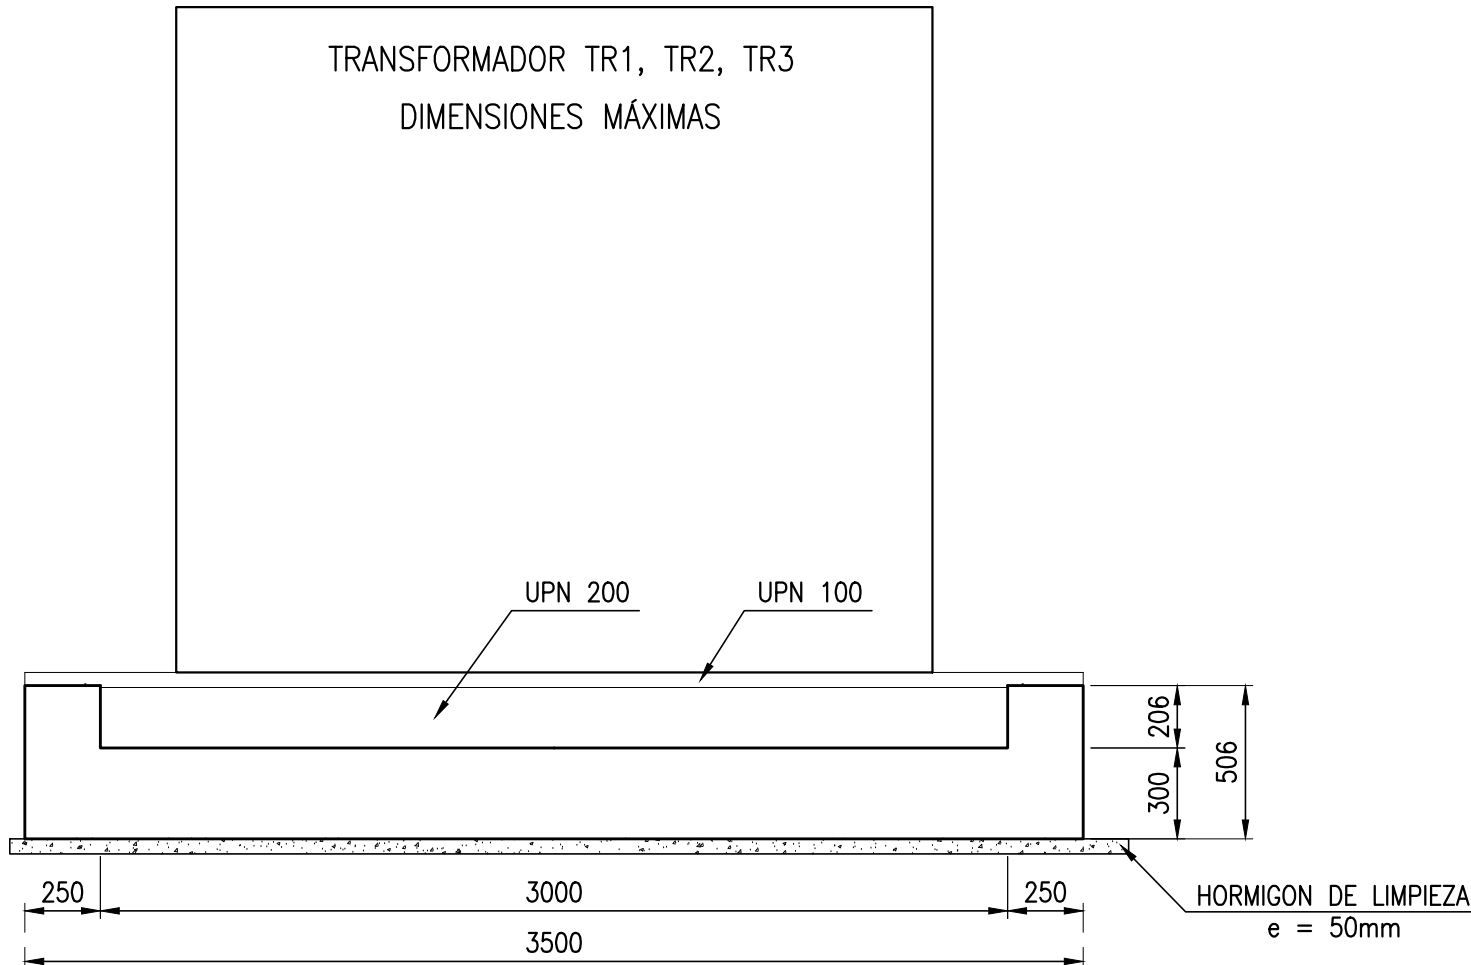 TRANSFORMADOR TR1, TR2, TR3
DIMENSIONES MÁXIMAS
UPN 200
UPN 100
206
300
506
250
3000
250
3500
HORMIGON DE LIMPIEZA
e = 50mm